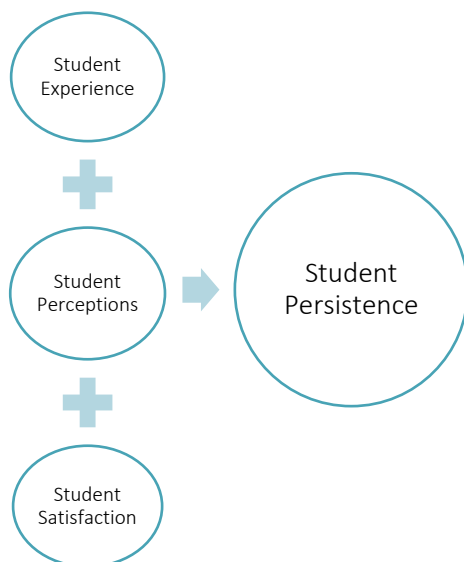 Student
Experience
Student
Perceptions
Student
Persistence
Student
Satisfaction